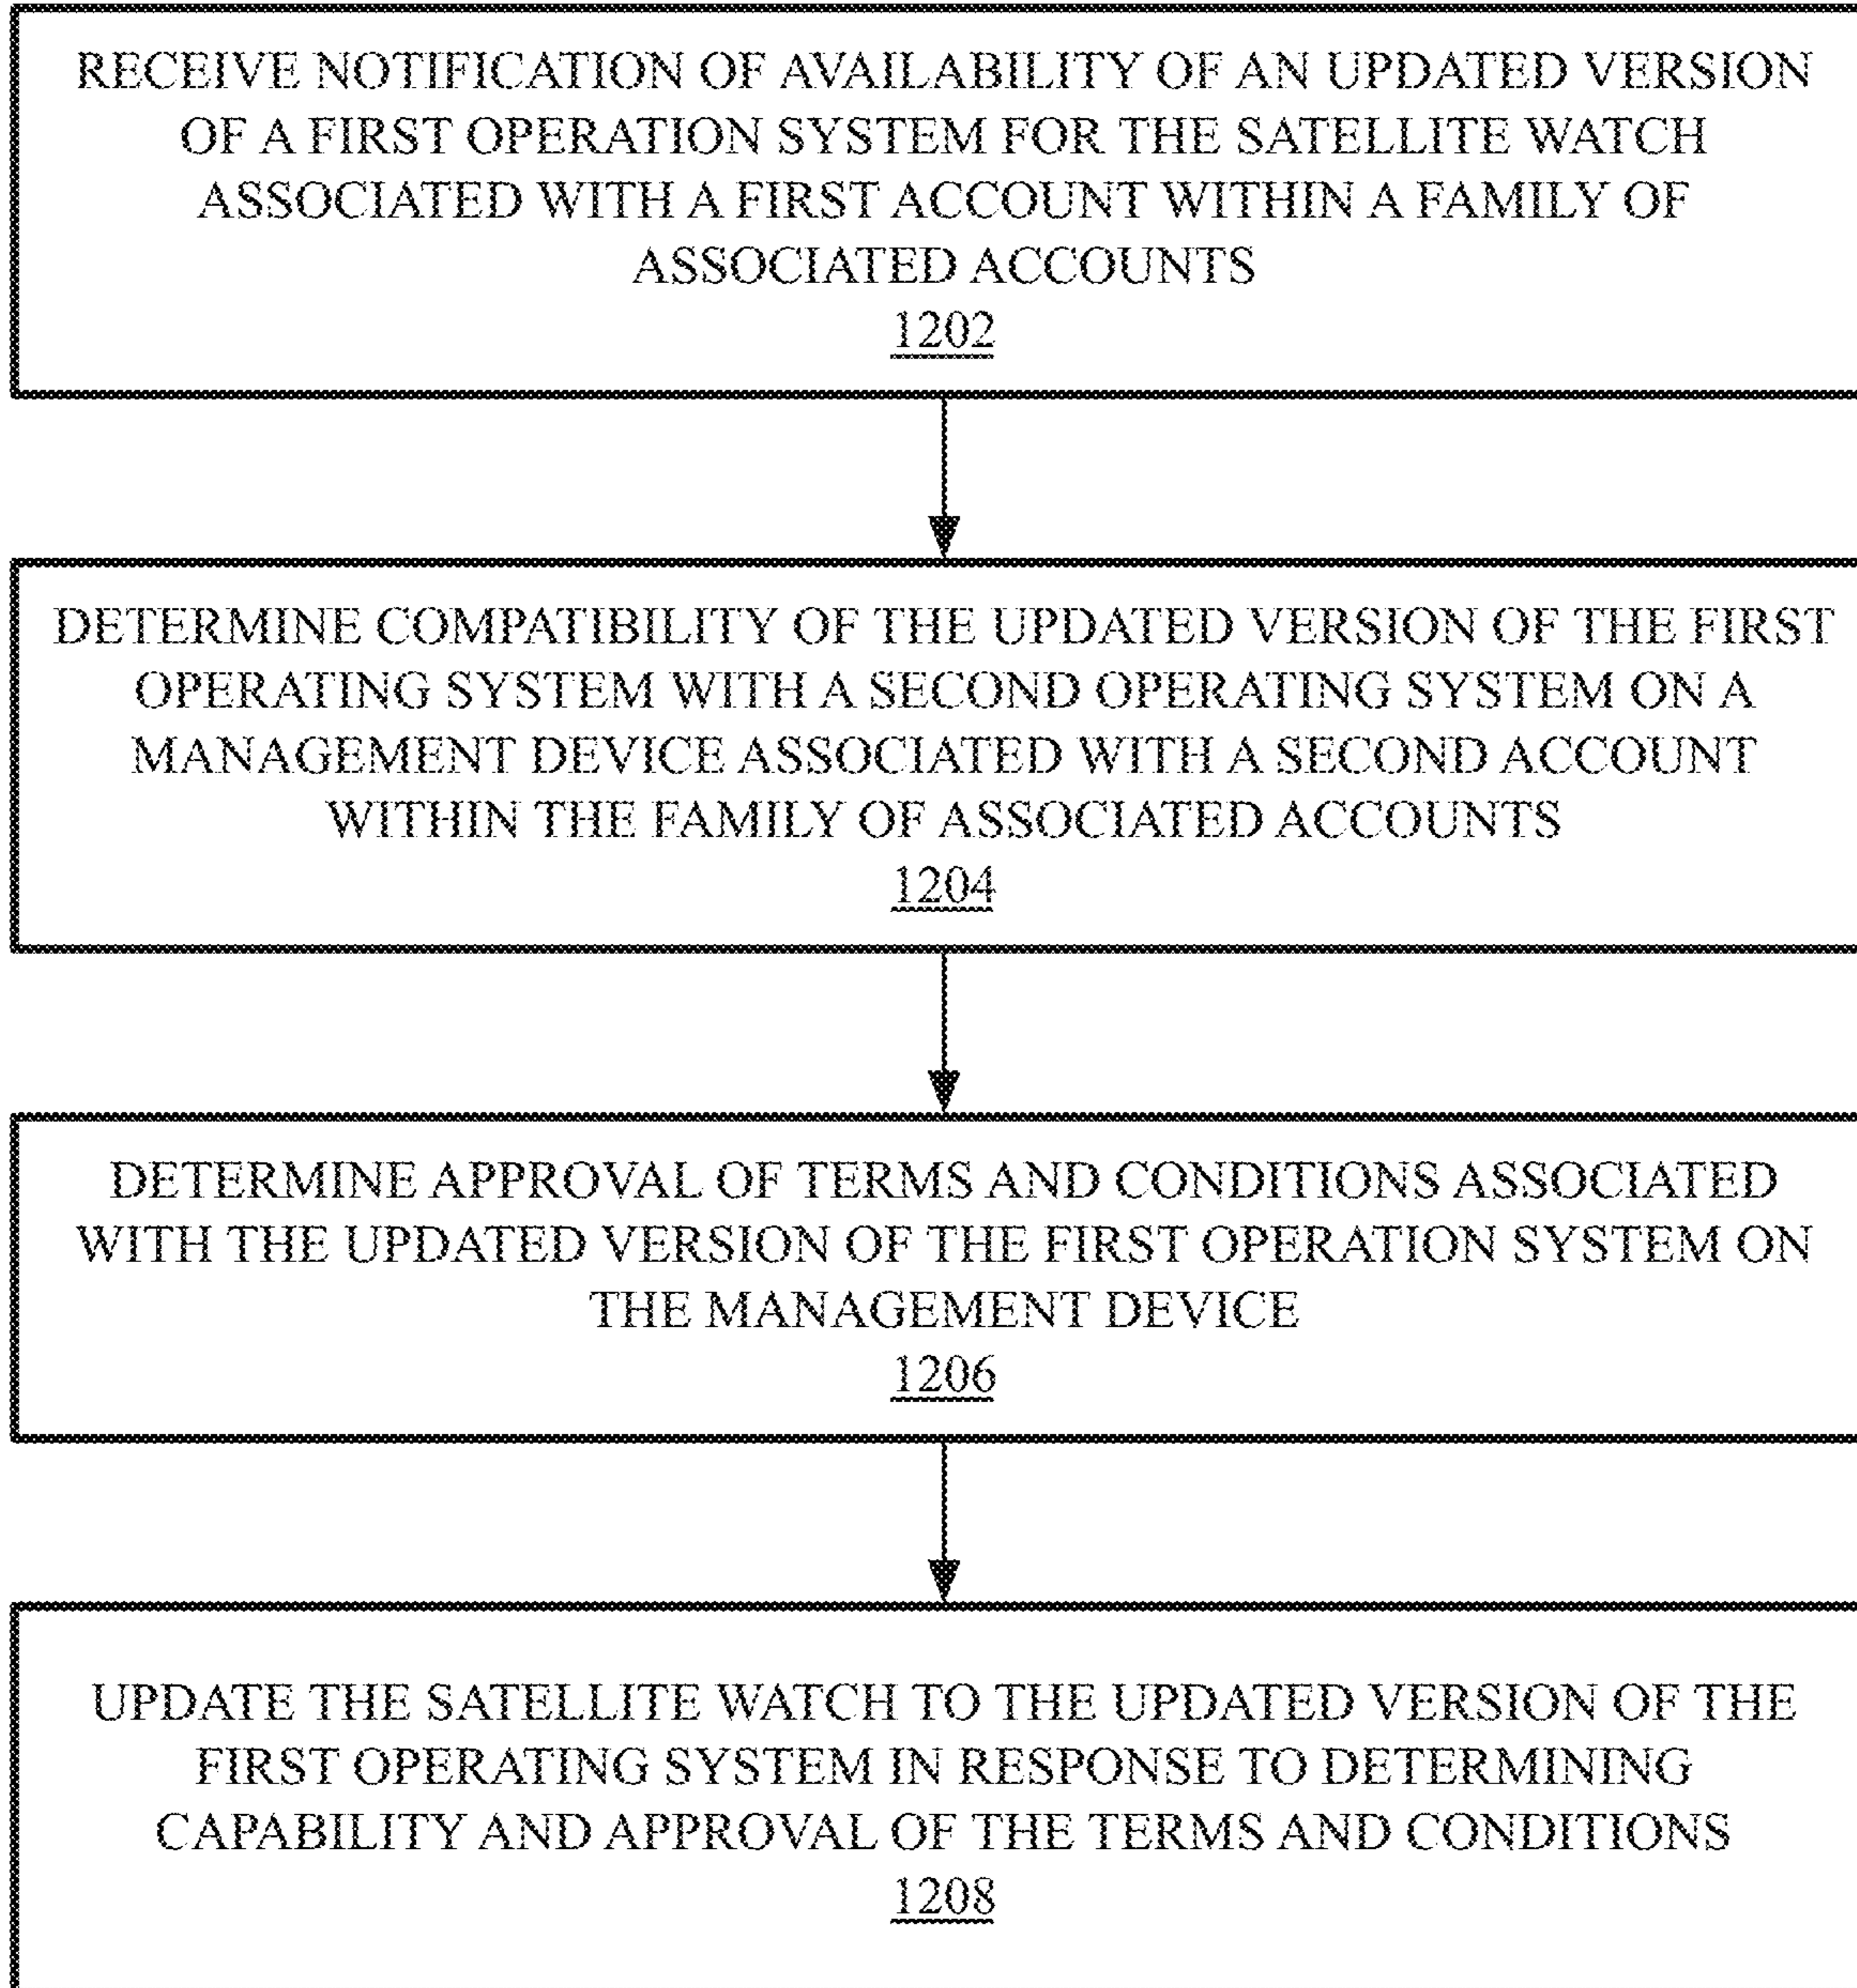 RECEIVE NOTIFICATION OF AVAILABILITY OF AN UPDATED VERSION
OF A FIRST OPERATION SYSTEM FOR THE SATELLITE WATCH
ASSOCIATED WITH A FIRST ACCOUNT WITHIN A FAMILY OF
ASSOCIATED ACCOUNTS
1202
DETERMINE COMPATIBILITY OF THE UPDATED VERSION OF THE FIRST
OPERATING SYSTEM WITH A SECOND OPERATING SYSTEM ON A
MANAGEMENT DEVICE ASSOCIATED WITH A SECOND ACCOUNT
WITHIN THE FAMILY OF ASSOCIATED ACCOUNTS
1204
DETERMINE APPROVAL OF TERMS AND CONDITIONS ASSOCIATED
WITH THE UPDATED VERSION OF THE FIRST OPERATION SYSTEM ON
THE MANAGEMENT DEVICE
1206
UPDATE THE SATELLITE WATCH TO THE UPDATED VERSION OF THE
FIRST OPERATING SYSTEM IN RESPONSE TO DETERMINING
CAPABILITY AND APPROVAL OF THE TERMS AND CONDITIONS
1208